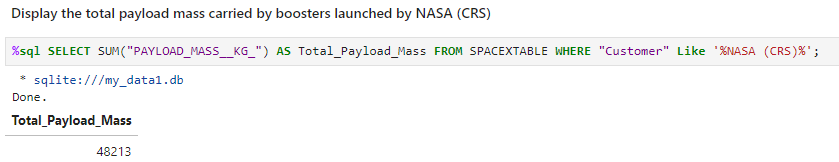 Display the total payload mass carried by boosters launched by NASA (CRS)
%sql SELECT SUM("PAYLOAD_MASS__KG_") AS Total_Payload_Mass FROM SPACEXTABLE WHERE "Customer" Like '%NASA (CRS)%';
* sqlite:///my_data1.db
Done.
Total_Payload_Mass
48213